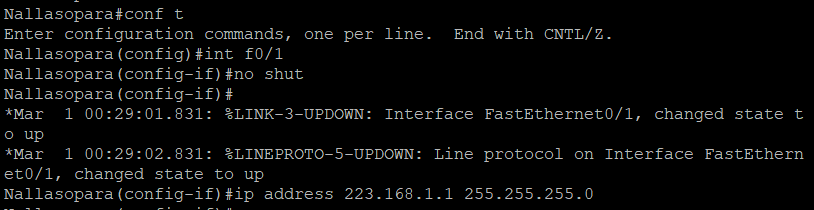 Nallasopara#conf t
Enter configuration commands, one per line.  End with CNTL/Z.
Nallasopara(config)#int f0/1
Nallasopara(config-if)#no shut
Nallasopara(config-if)#
*Mar  1 00:29:01.831: %LINK-3-UPDOWN: Interface FastEthernet0/1, changed state t
o up
*Mar  1 00:29:02.831: %LINEPROTO-5-UPDOWN: Line protocol on Interface FastEthern
et0/1, changed state to up
Nallasopara(config-if)#ip address 223.168.1.1 255.255.255.0